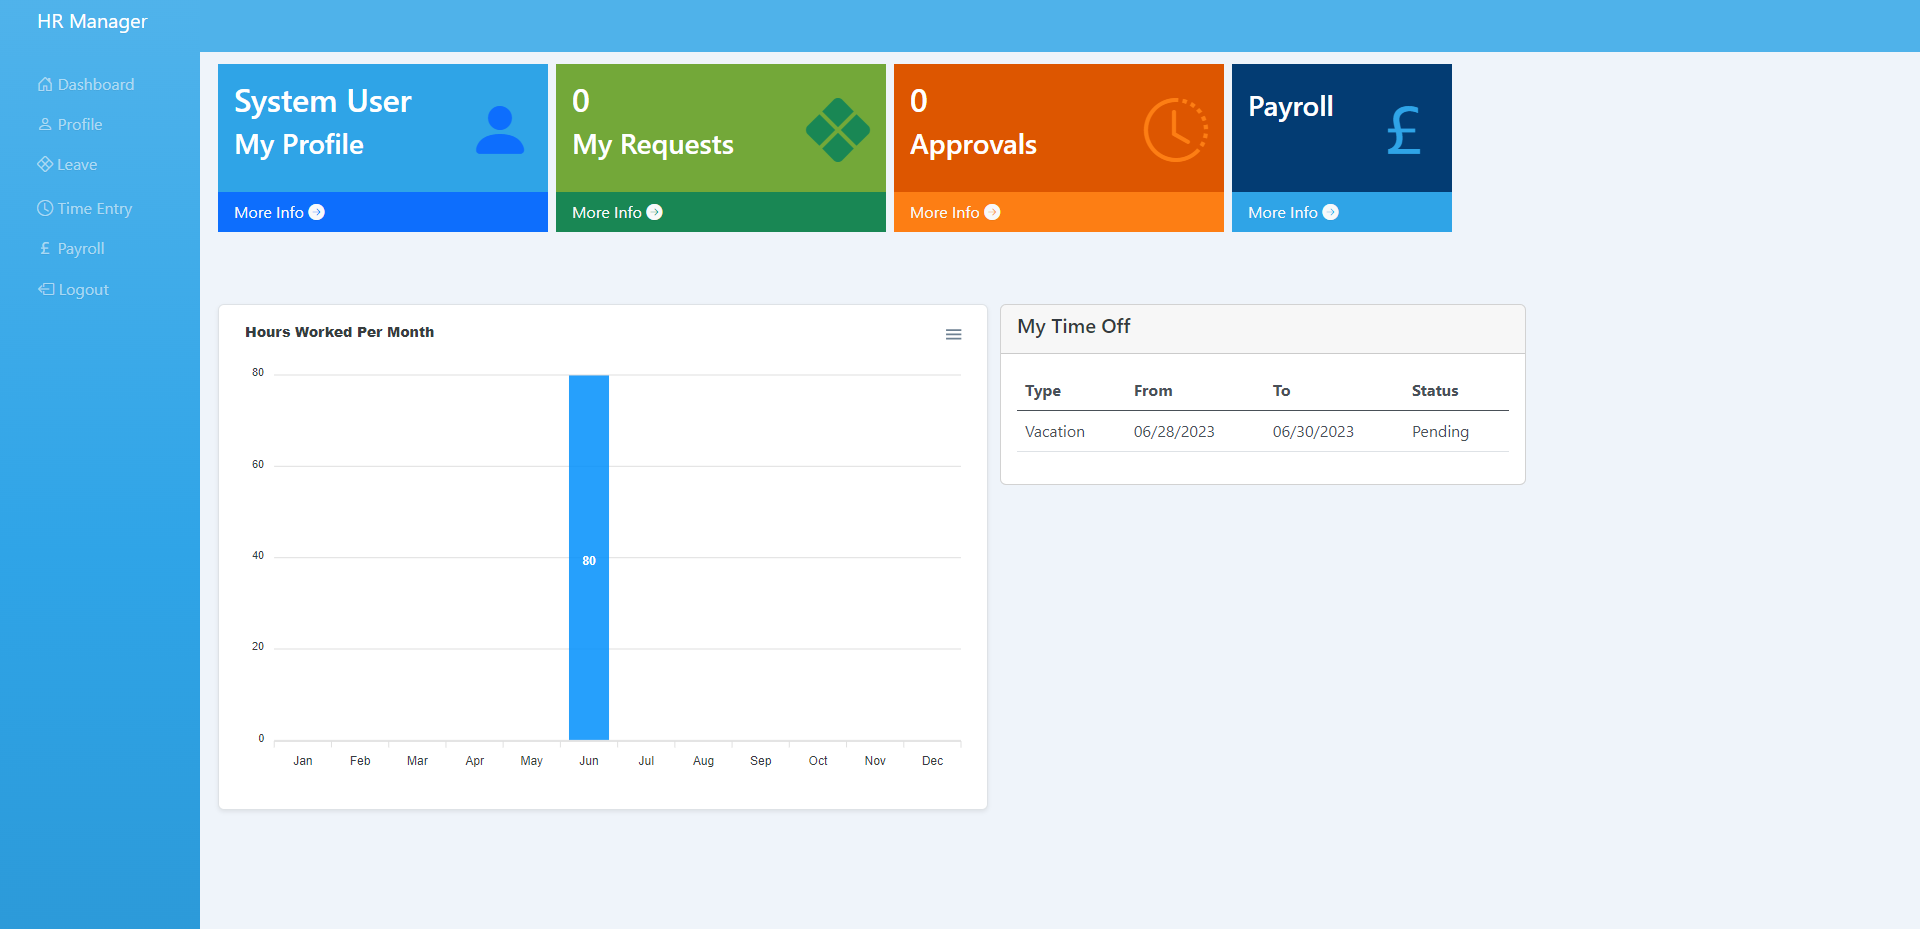 HR Manager
Dashboard
Profile
Leave
Time Entry
Payroll
Logout
System User
My Profile
More Info
0
My Requests
More Info
0
Approvals
More Info
Payroll
£
More Info
Hours Worked Per Month
80
60
40
20
0
80
Jan Feb Mar Apr May Jun Jul Aug Sep Oct Nov Dec
My Time Off
Type From To Status
Vacation 06/28/2023 06/30/2023 Pending